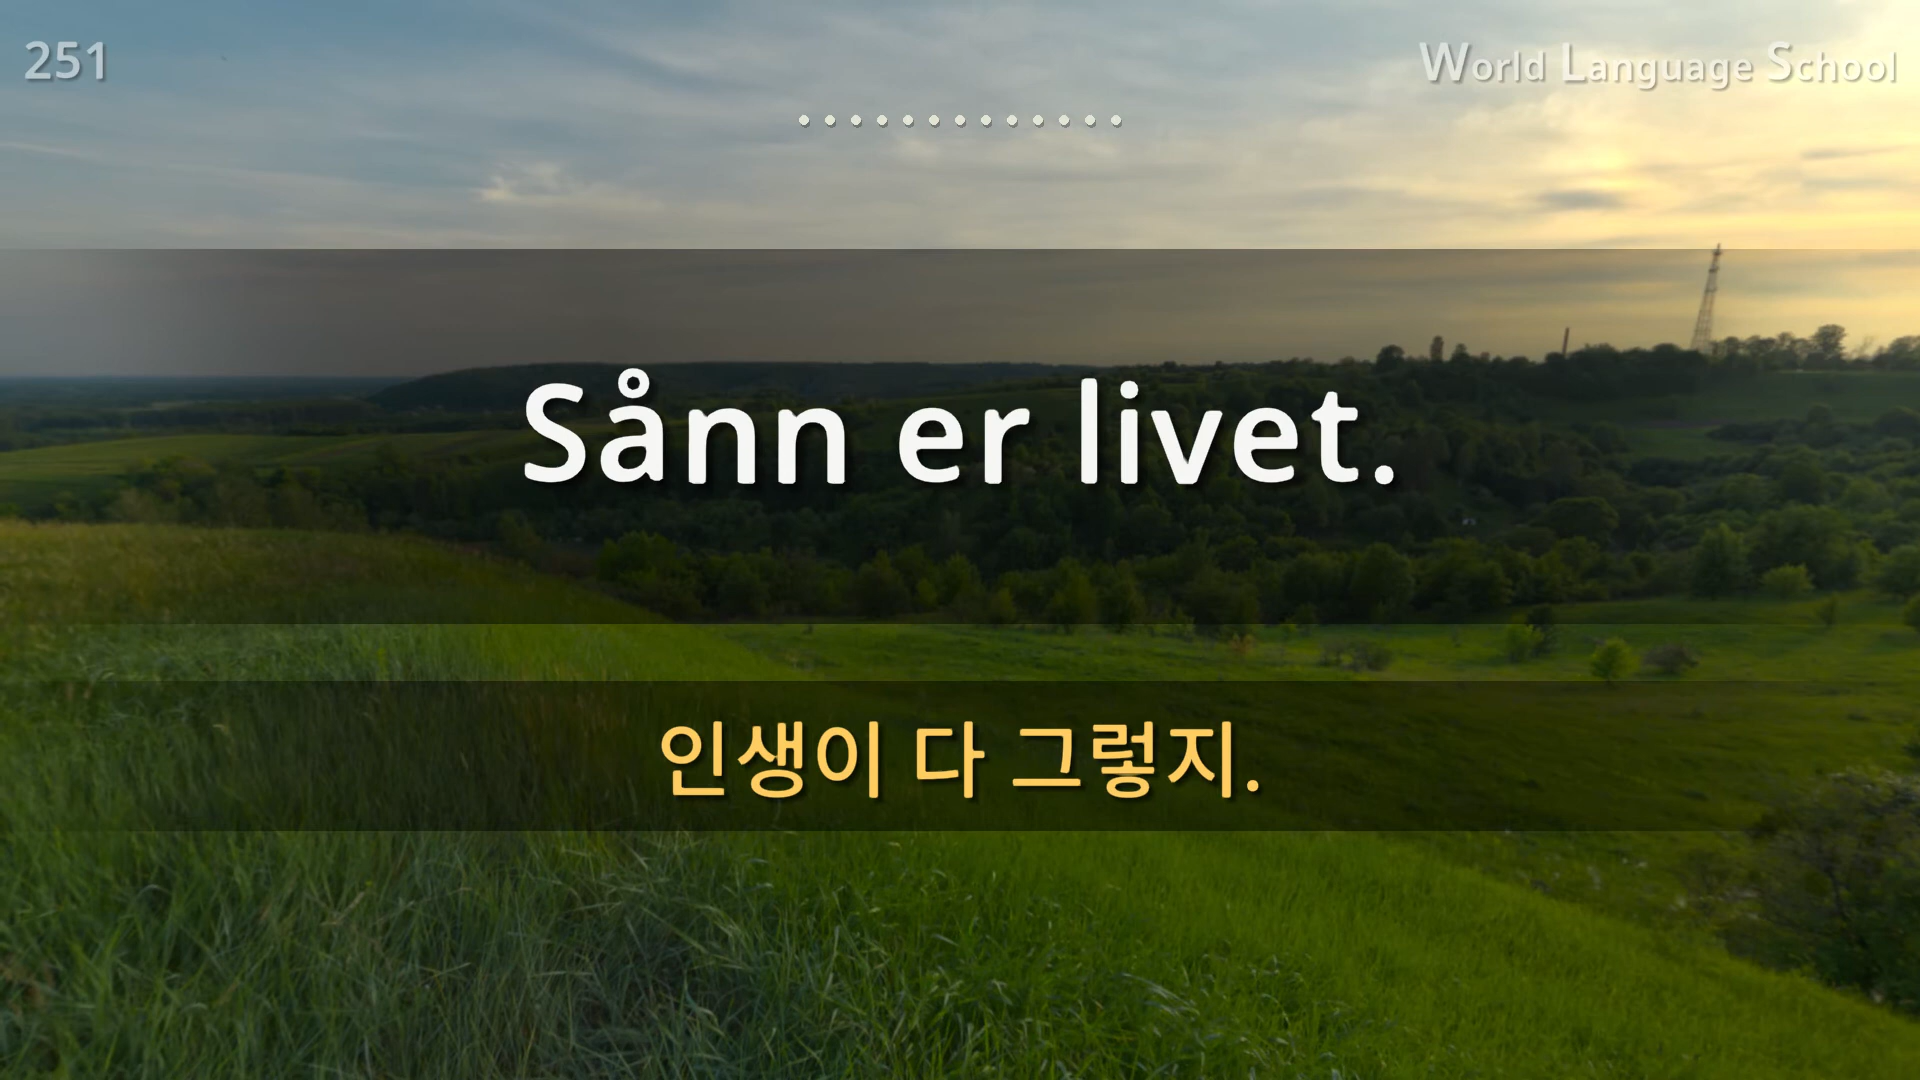 251
World Language School
Sånn er livet.
인생이 다 그렇지.